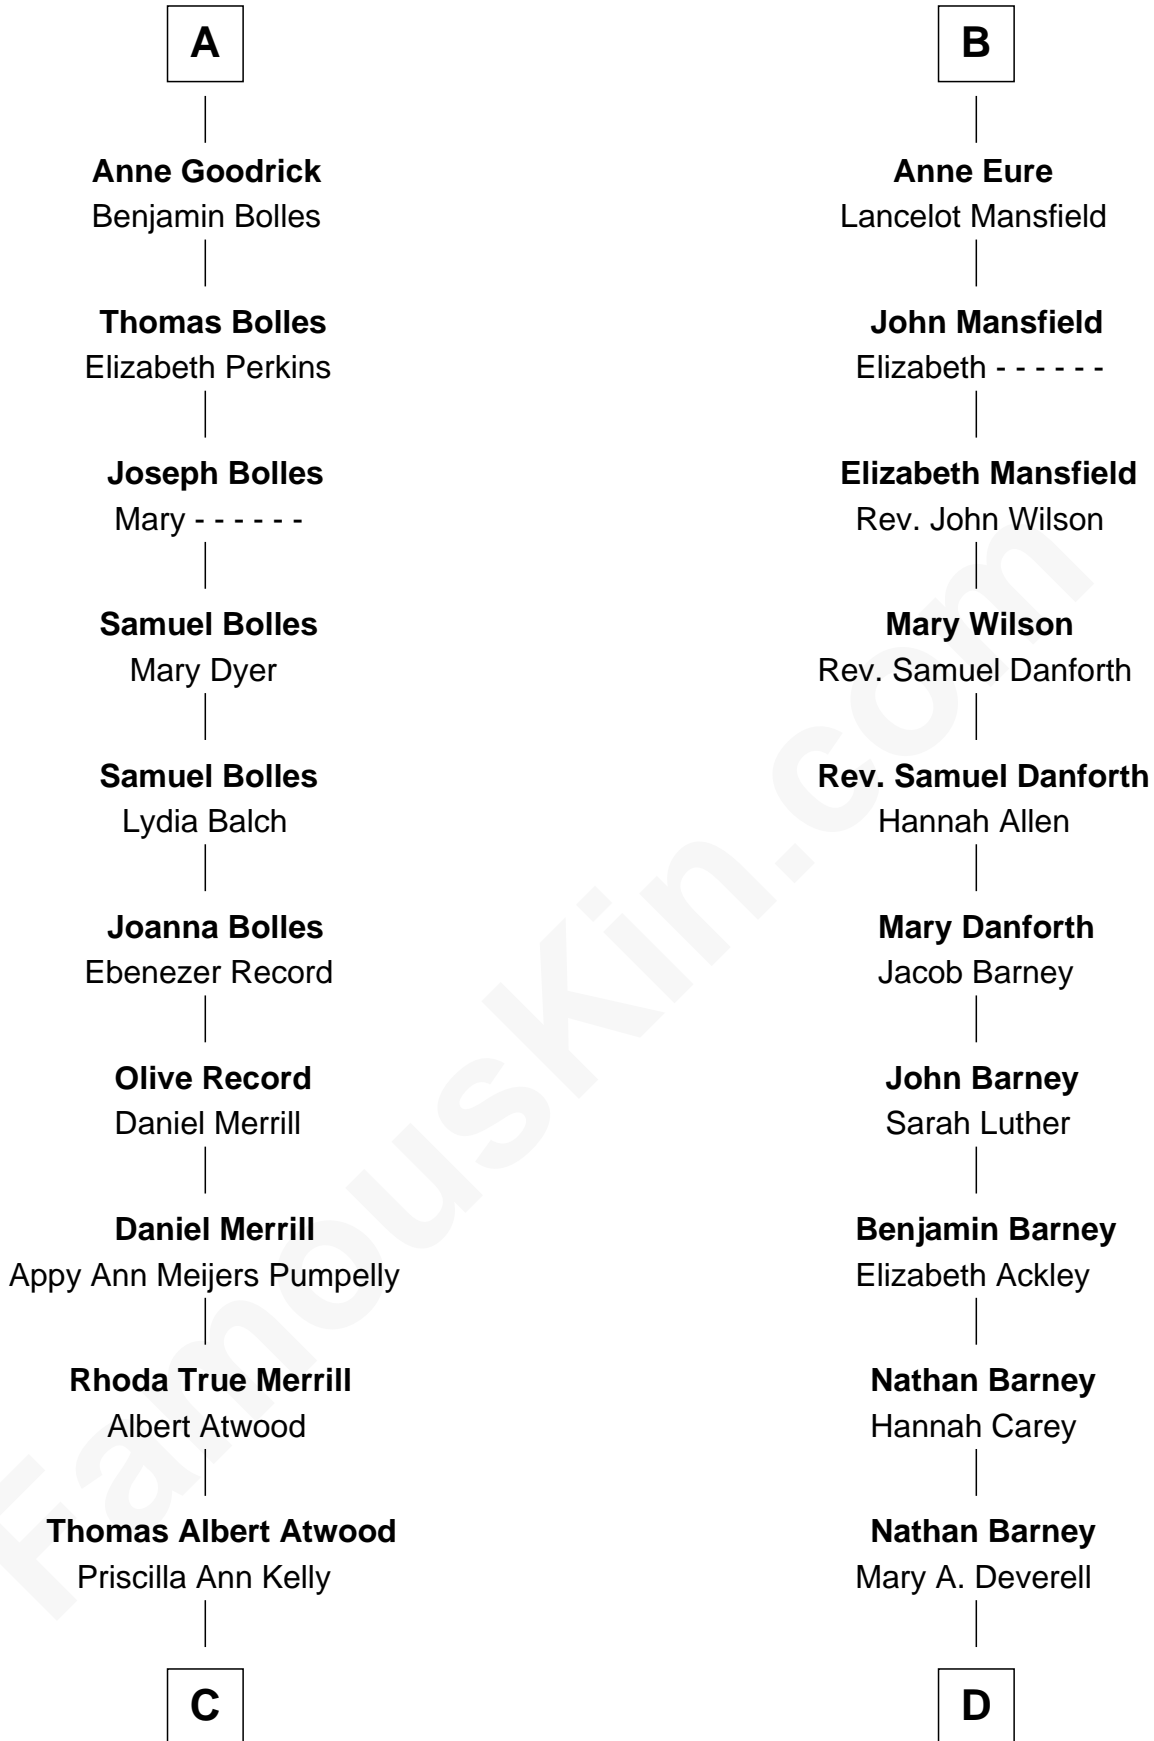 A
Anne Goodrick
Benjamin Bolles
Thomas Bolles
Elizabeth Perkins
Joseph Bolles
Mary - - - - - -
Samuel Bolles
Mary Dyer
Samuel Bolles
Lydia Balch
Joanna Bolles
Ebenezer Record
Olive Record
Daniel Merrill
Daniel Merrill
Appy Ann Meijers Pumpelly
Rhoda True Merrill
Albert Atwood
Thomas Albert Atwood
Priscilla Ann Kelly
C
B
Anne Eure
Lancelot Mansfield
John Mansfield
Elizabeth - - - - - -
Elizabeth Mansfield
Rev. John Wilson
Mary Wilson
Rev. Samuel Danforth
Rev. Samuel Danforth
Hannah Allen
Mary Danforth
Jacob Barney
John Barney
Sarah Luther
Benjamin Barney
Elizabeth Ackley
Nathan Barney
Hannah Carey
Nathan Barney
Mary A. Deverell
D
FamousKin.com